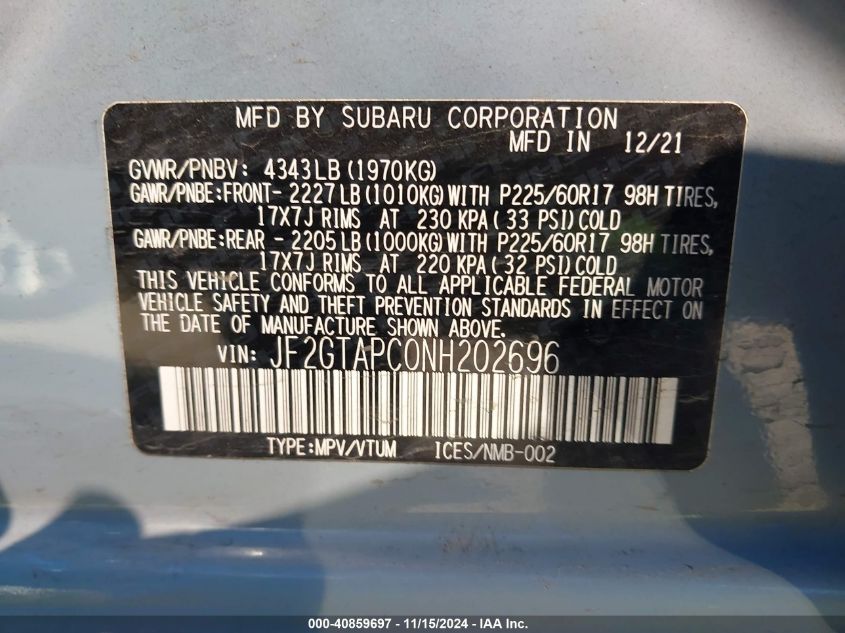 MFD BY SUBARU CORPORATION
MFD IN 12/21
GVWR/PNBV: 4343LB (1970KG)
GAWR/PNBE:FRONT- 2227LB(1010KG)WITH P225/60R17 98H TIRES,
17X7J RIMS AT 230 KPA( 33 PSI)COLD
GAWR/PNBE:REAR - 2205LB(1000KG)WITH P225/60R17 98H TIRES,
17X7J RIMS AT 220 KPA( 32 PSI)COLD
THIS VEHICLE CONFORMS TO ALL APPLICABLE FEDERAL MOTOR
VEHICLE SAFETY AND THEFT PREVENTION STANDARDS IN EFFECT ON
THE DATE OF MANUFACTURE SHOWN ABOVE.
VIN: JF2GTAPC0NH202696
TYPE:MPV/VTUM ICES/NMB-002
000-40859697 - 11/15/2024 - IAA Inc.